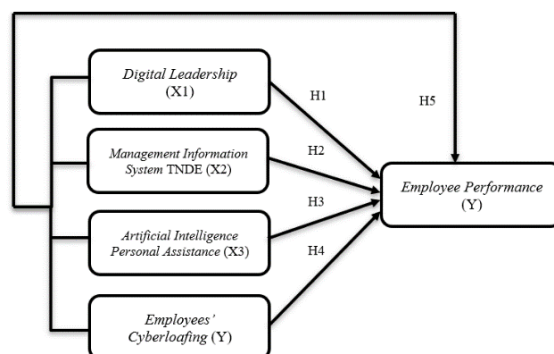 Digital Leadership
(X1)
H1
H5
Management Information
System TNDE (X2)
H2
Employee Performance
(Y)
H3
Artificial Intelligence
Personal Assistance (X3)
H4
Employees’
Cyberloafing (Y)